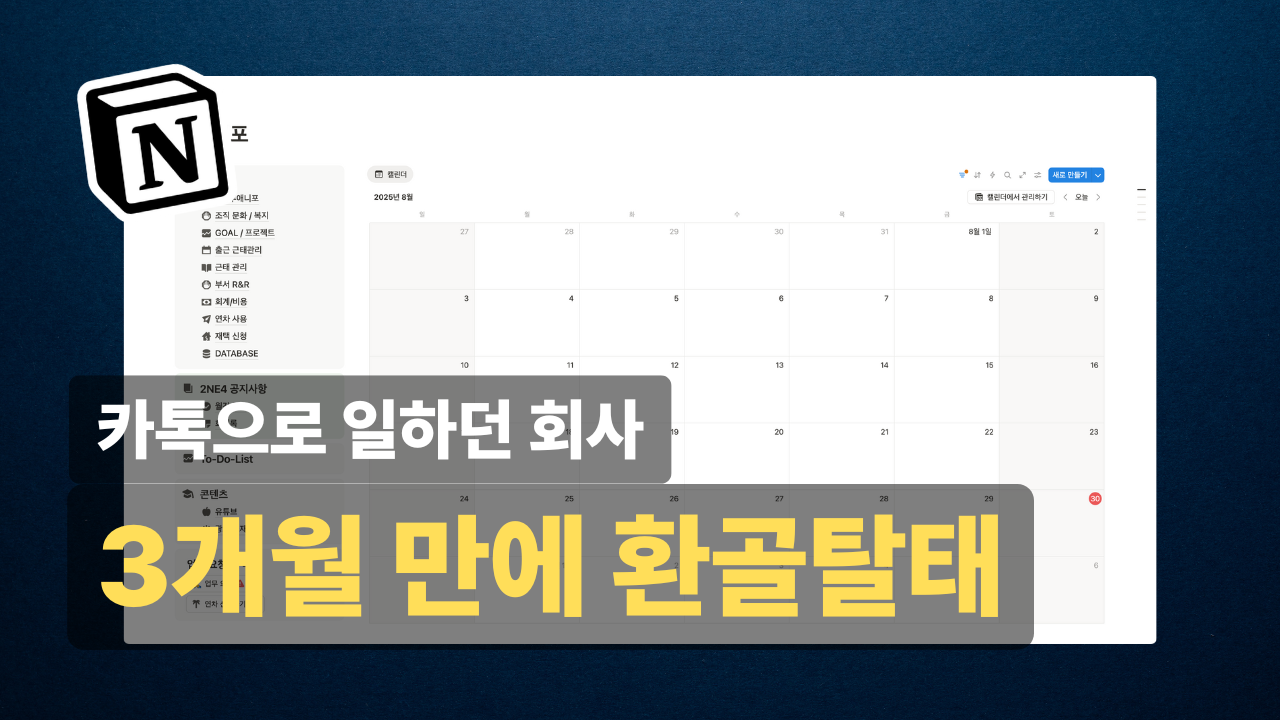 N
포
애니포
조직 문화 / 복지
GOAL / 프로젝트
출근 근태관리
근태 관리
부서 R&R
회계/비용
연차 사용
재택 신청
DATABASE
2NE4 공지사항
To-Do-List
콘텐츠
유튜브
캘린더
새로 만들기
2025년 8월
캘린더에서 관리하기
오늘
일 월 화 수 목 금 토
27 28 29 30 31 8월 1일 2
3 4 5 6 7 8 9
10 11 12 13 14 15 16
19 20 21 22 23
24 25 26 27 28 29 30
6
카톡으로 일하던 회사
3개월 만에 환골탈태